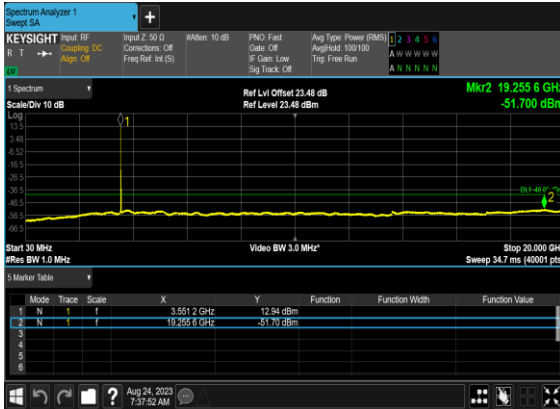 Spectrum Analyzer 1
Swept SA
KEYSIGHT Input: RF Input Z: 50 Ω #Atten: 10 dB PNO: Fast Avg Type: Power (RMS) 1 2 3 4 5 6
R T Coupling: DC Corrections: Off Gate: Off Avg|Hold: 100/100 A W W W W W
Align: Off Freq Ref: Int (S) IF Gain: Low Trig: Free Run
Sig Track: Off A N N N N N
1 Spectrum Ref Lvl Offset 23.48 dB Mkr2 19.255 6 GHz
Scale/Div 10 dB Ref Level 23.48 dBm -51.700 dBm
Log
13.5
3.48
-6.52
-16.5
-26.5
-36.5
-46.5
-56.5
-66.5
1
2
Start 30 MHz Video BW 3.0 MHz* Stop 20.000 GH
#Res BW 1.0 MHz Sweep 34.7 ms (40001 pts
5 Marker Table
Mode Trace Scale X Y Function Function Width Function Value
1 N 1 f 3.551 2 GHz 12.94 dBm
2 N 1 f 19.255 6 GHz -51.70 dBm
3
4
5
6
Aug 24, 2023
7:37:52 AM